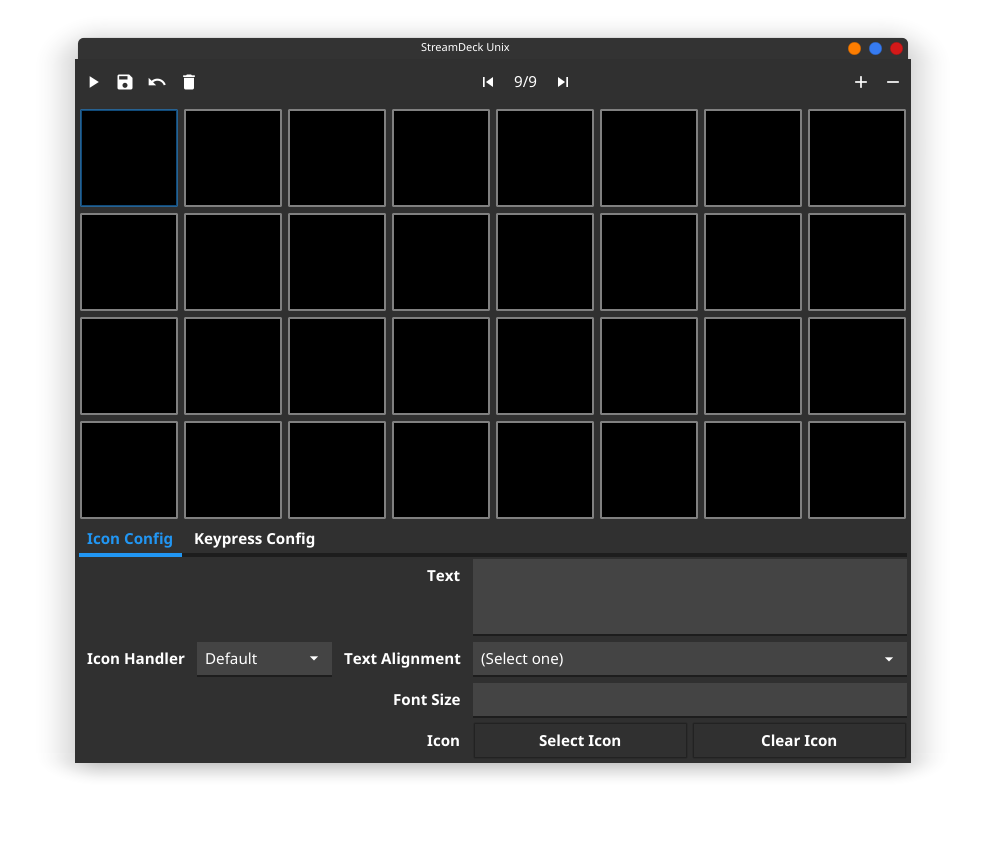 StreamDeck Unix
9/9
Icon Config Keypress Config
Text
Icon Handler Default Text Alignment (Select one)
Font Size
Icon Select Icon Clear Icon